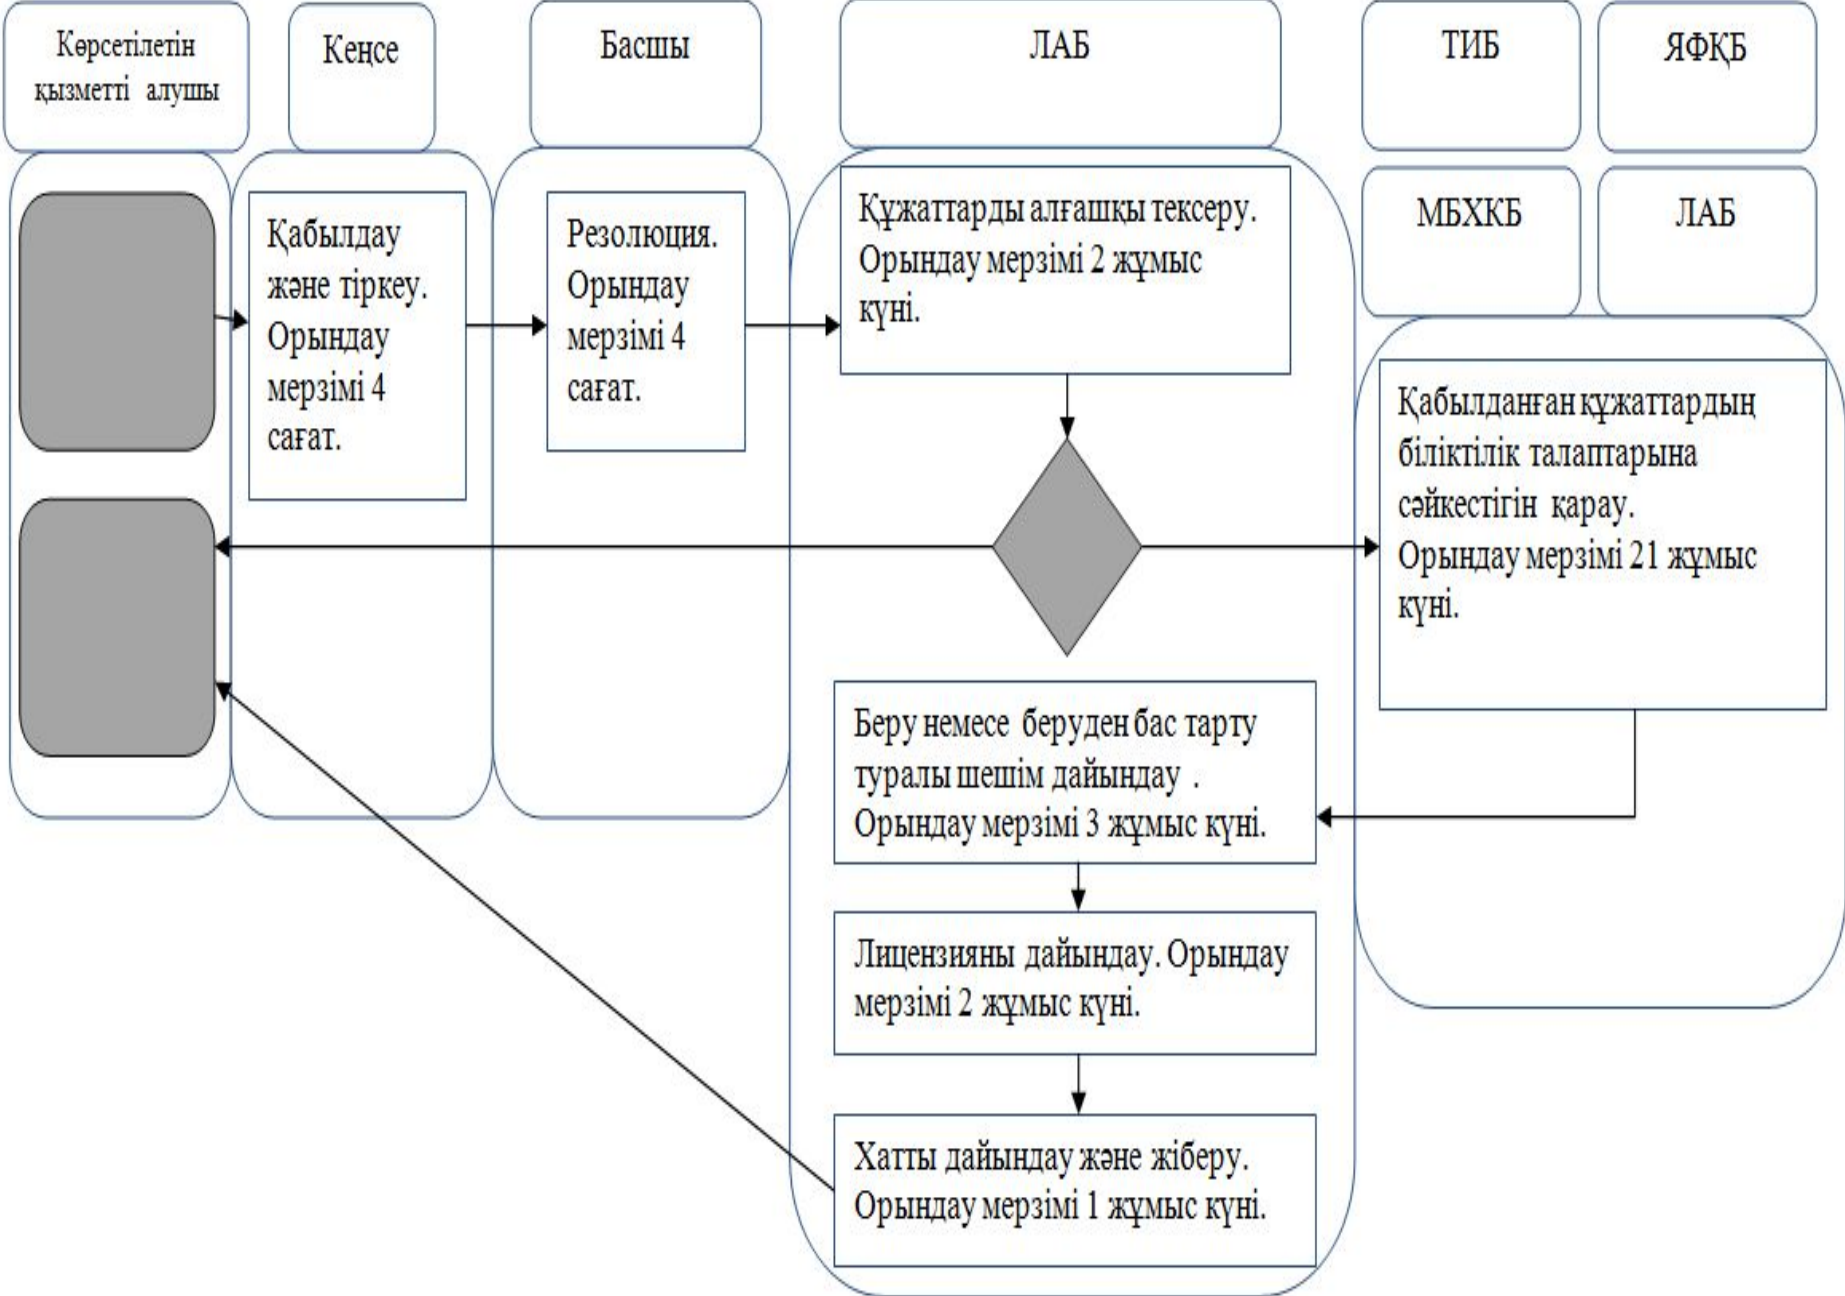 Көрсетілетін
қызметті алушы
Кеңсе
Басшы
ЛАБ
ТИБ
ЯФҚБ
МБХКБ
ЛАБ
Қабылдау
және тіркеу.
Орындау
мерзімі 4
сағат.
Резолюция.
Орындау
мерзімі 4
сағат.
Құжаттарды алғашқы тексеру.
Орындау мерзімі 2 жұмыс
күні.
Қабылданған құжаттардың
біліктілік талаптарына
сәйкестігін қарау.
Орындау мерзімі 21 жұмыс
күні.
Беру немесе беруден бас тарту
туралы шешім дайындау .
Орындау мерзімі 3 жұмыс күні.
Лицензияны дайындау. Орындау
мерзімі 2 жұмыс күні.
Хатты дайындау және жіберу.
Орындау мерзімі 1 жұмыс күні.